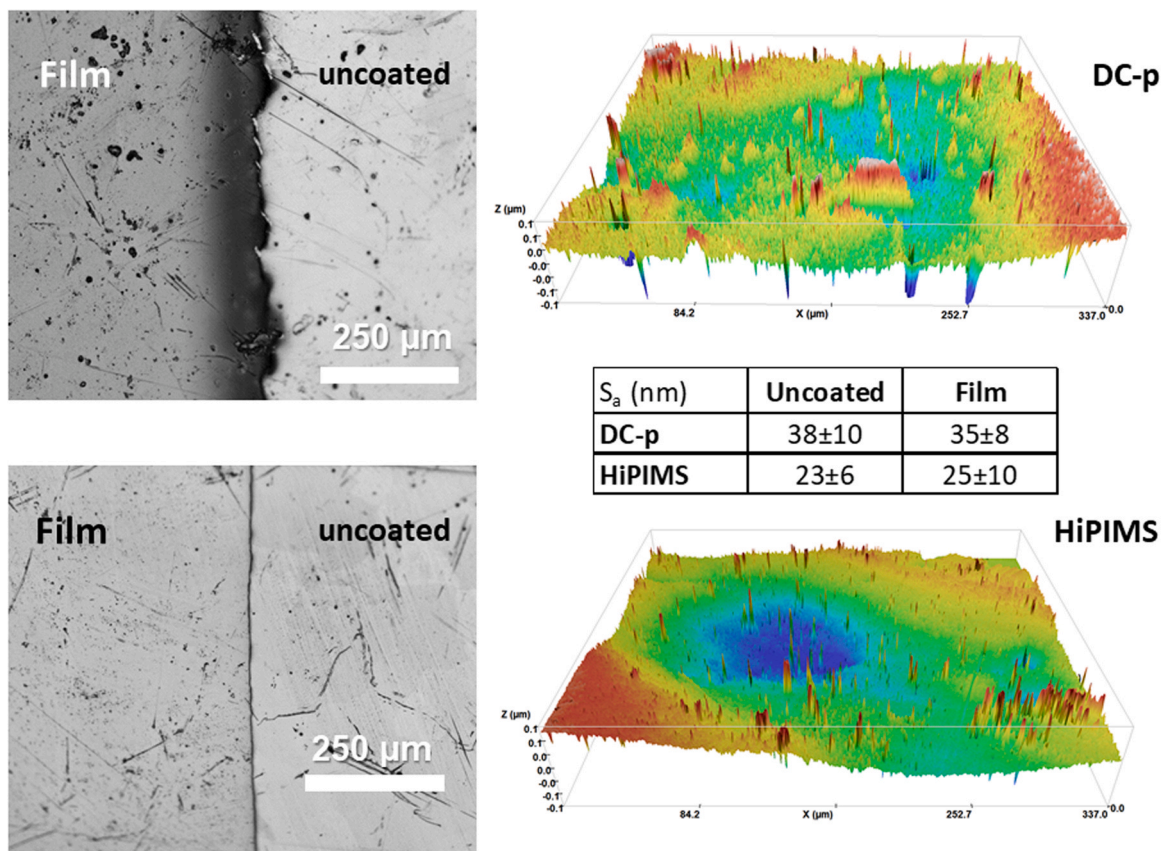 Film
uncoated
250 µm
DC-p
Z (µm)
0.1
0.1
0.0
-0.0
-0.1
-0.1
84.2
X (µm)
252.7
337.0
0.0
Sₐ (nm) Uncoated Film
DC-p 38±10 35±8
HiPIMS 23±6 25±10
Film
uncoated
250 µm
HiPIMS
Z (µm)
0.1
0.1
0.0
0.0
-0.0
-0.1
-0.1
84.2
X (µm)
252.7
337.0
0.0